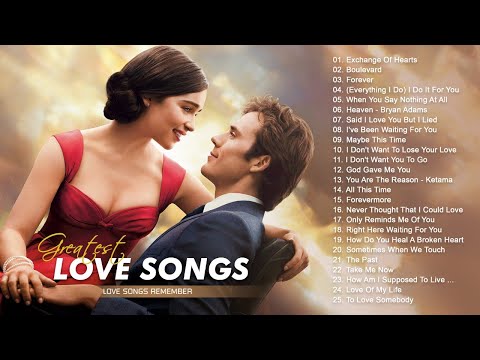 01. Exchange Of Hearts
02. Boulevard
03. Forever
04. (Everything I Do) I Do It For You
05. When You Say Nothing At All
06. Heaven - Bryan Adams
07. Said I Love You But I Lied
08. I've Been Waiting For You
09. Maybe This Time
10. I Don't Want To Lose Your Love
11. I Don't Want You To Go
12. God Gave Me You
13. You Are The Reason - Ketama
14. All This Time
15. Forevermore
16. Never Thought That I Could Love
17. Only Reminds Me Of You
18. Right Here Waiting For You
19. How Do You Heal A Broken Heart
20. Sometimes When We Touch
21. The Past
22. Take Me Now
23. How Am I Supposed To Live ...
24. Love Of My Life
25. To Love Somebody
Greatest
LOVE SONGS
LOVE SONGS REMEMBER